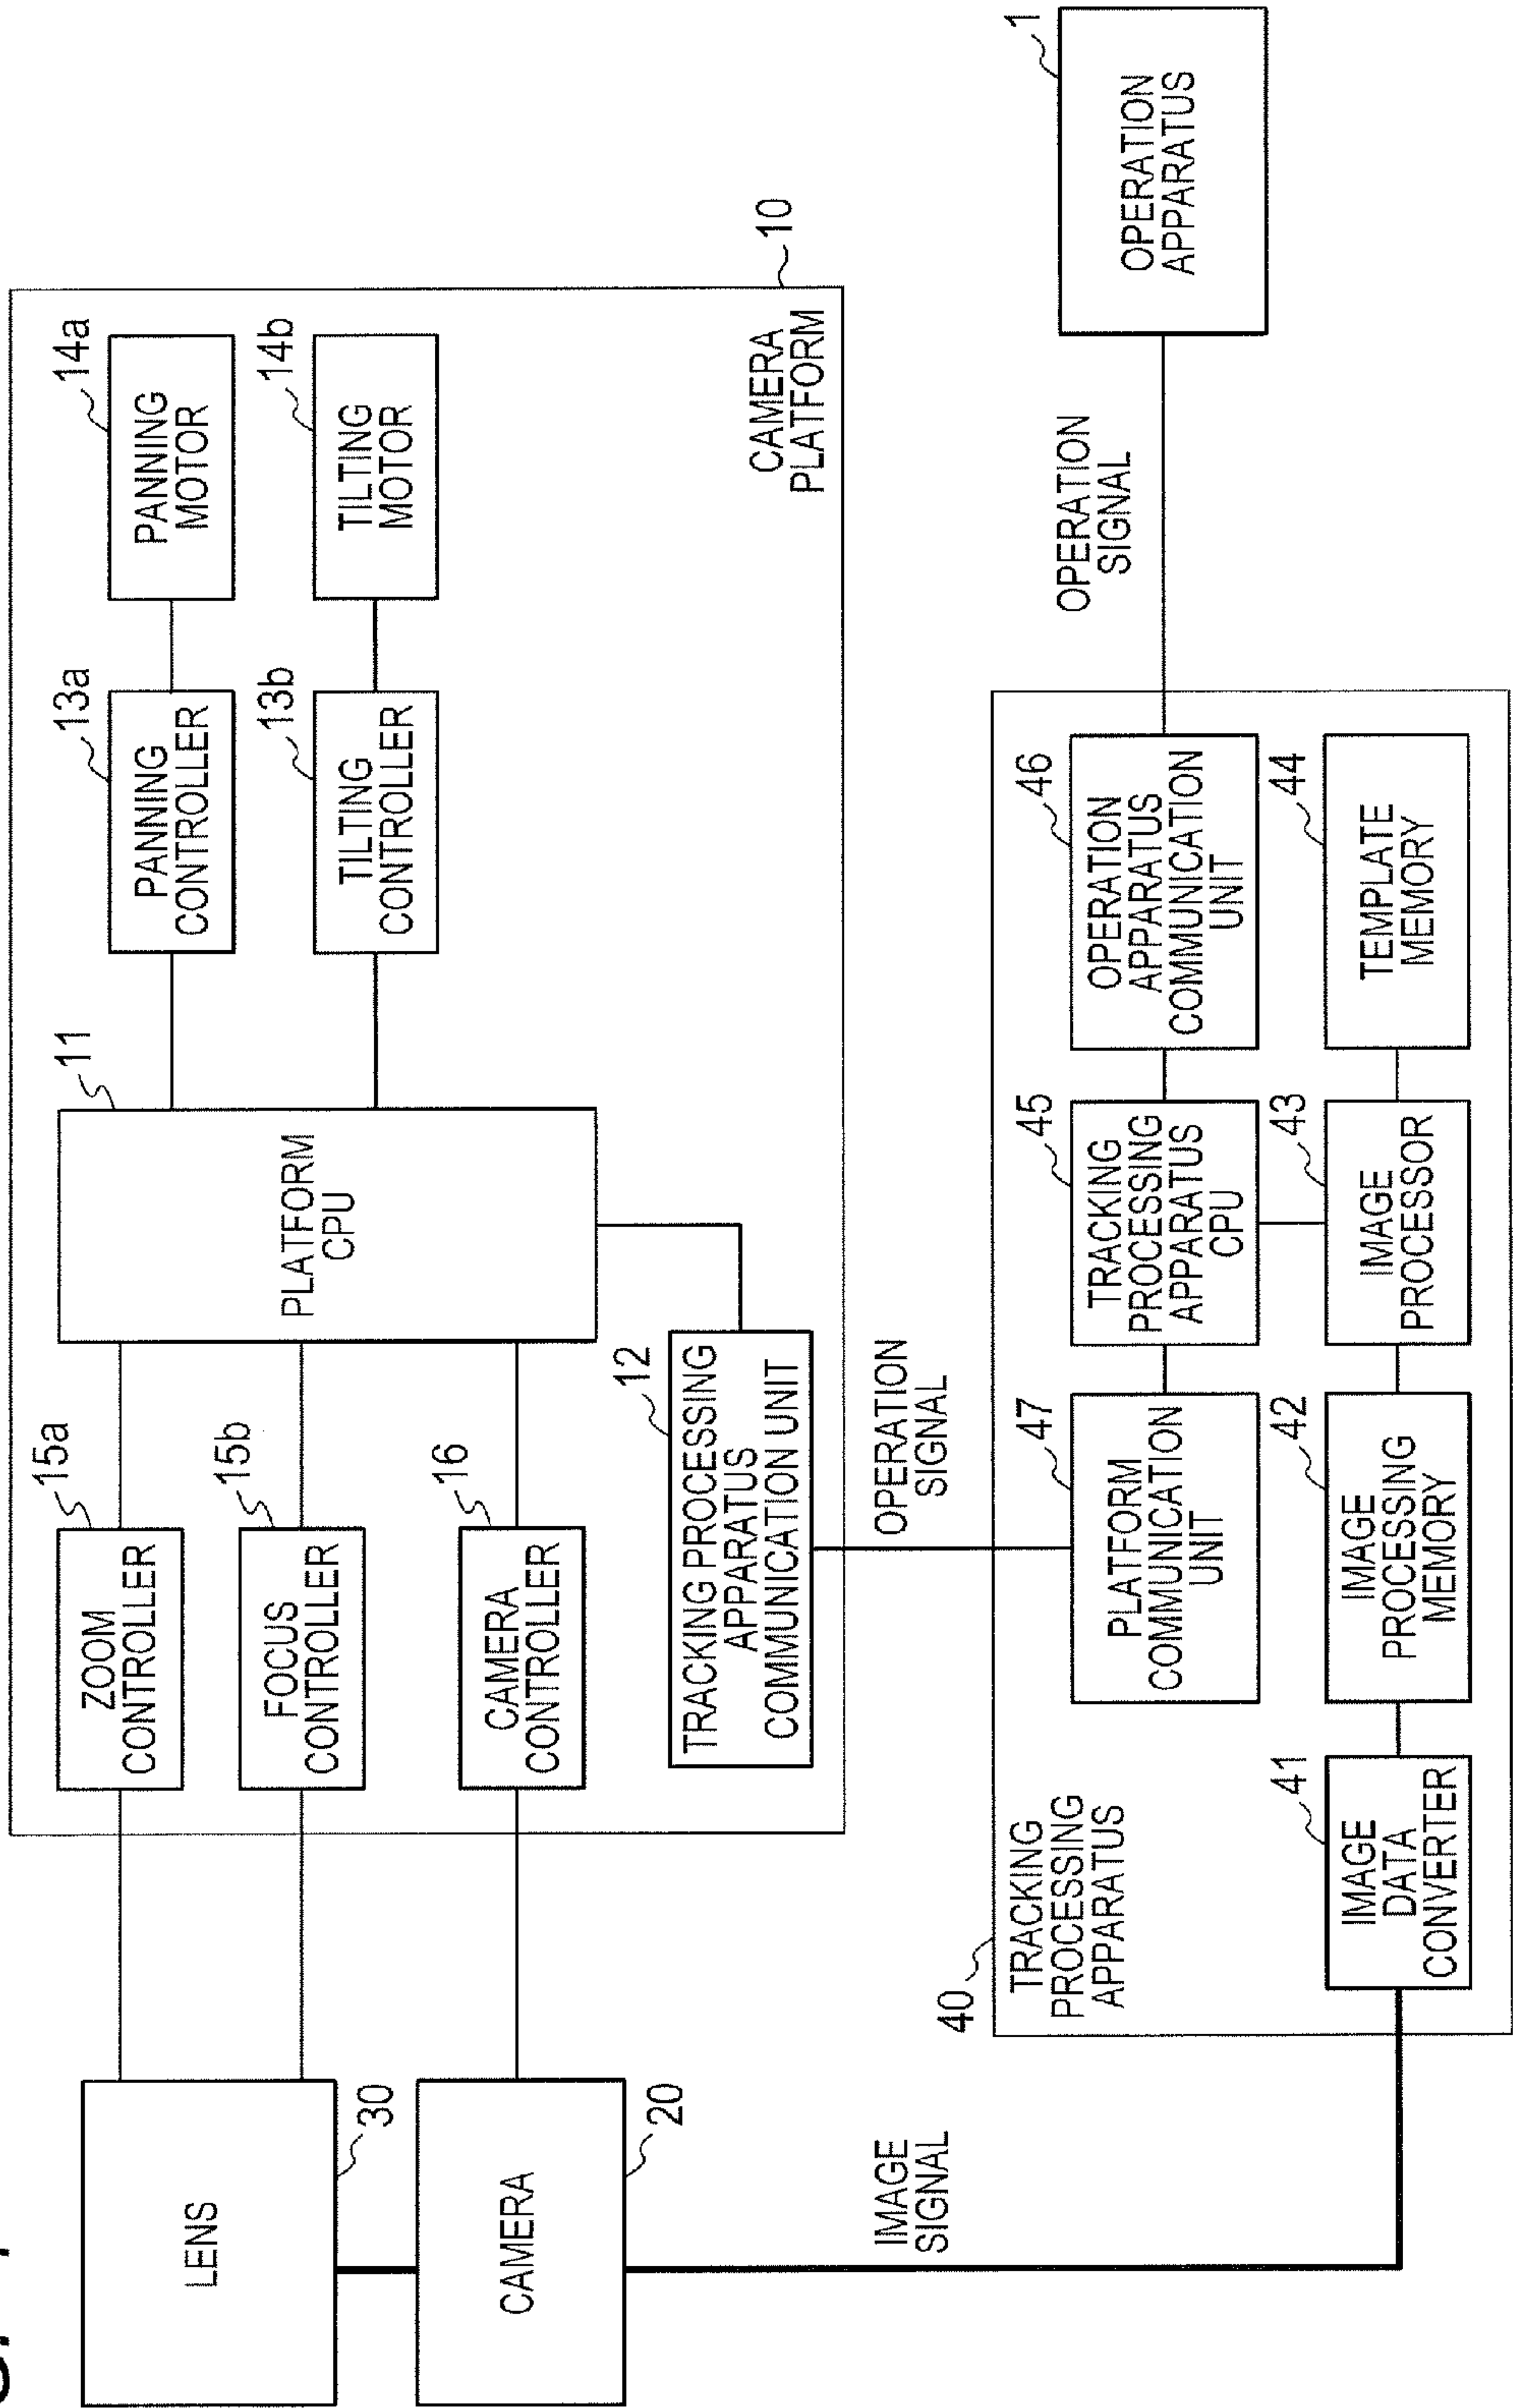 LENS
30
CAMERA
20
IMAGE
SIGNAL
ZOOM
CONTROLLER
15a
FOCUS
CONTROLLER
15b
CAMERA
CONTROLLER
16
PLATFORM
CPU
11
TRACKING PROCESSING
APPARATUS
COMMUNICATION UNIT
12
PANNING
CONTROLLER
13a
TILTING
CONTROLLER
13b
PANNING
MOTOR
14a
TILTING
MOTOR
14b
CAMERA
PLATFORM
10
OPERATION
SIGNAL
40
TRACKING
PROCESSING
APPARATUS
PLATFORM
COMMUNICATION
UNIT
47
TRACKING
PROCESSING
APPARATUS
CPU
45
OPERATION
APPARATUS
COMMUNICATION
UNIT
46
IMAGE
DATA
CONVERTER
41
IMAGE
PROCESSING
MEMORY
42
IMAGE
PROCESSOR
43
TEMPLATE
MEMORY
44
OPERATION
SIGNAL
OPERATION
APPARATUS
1